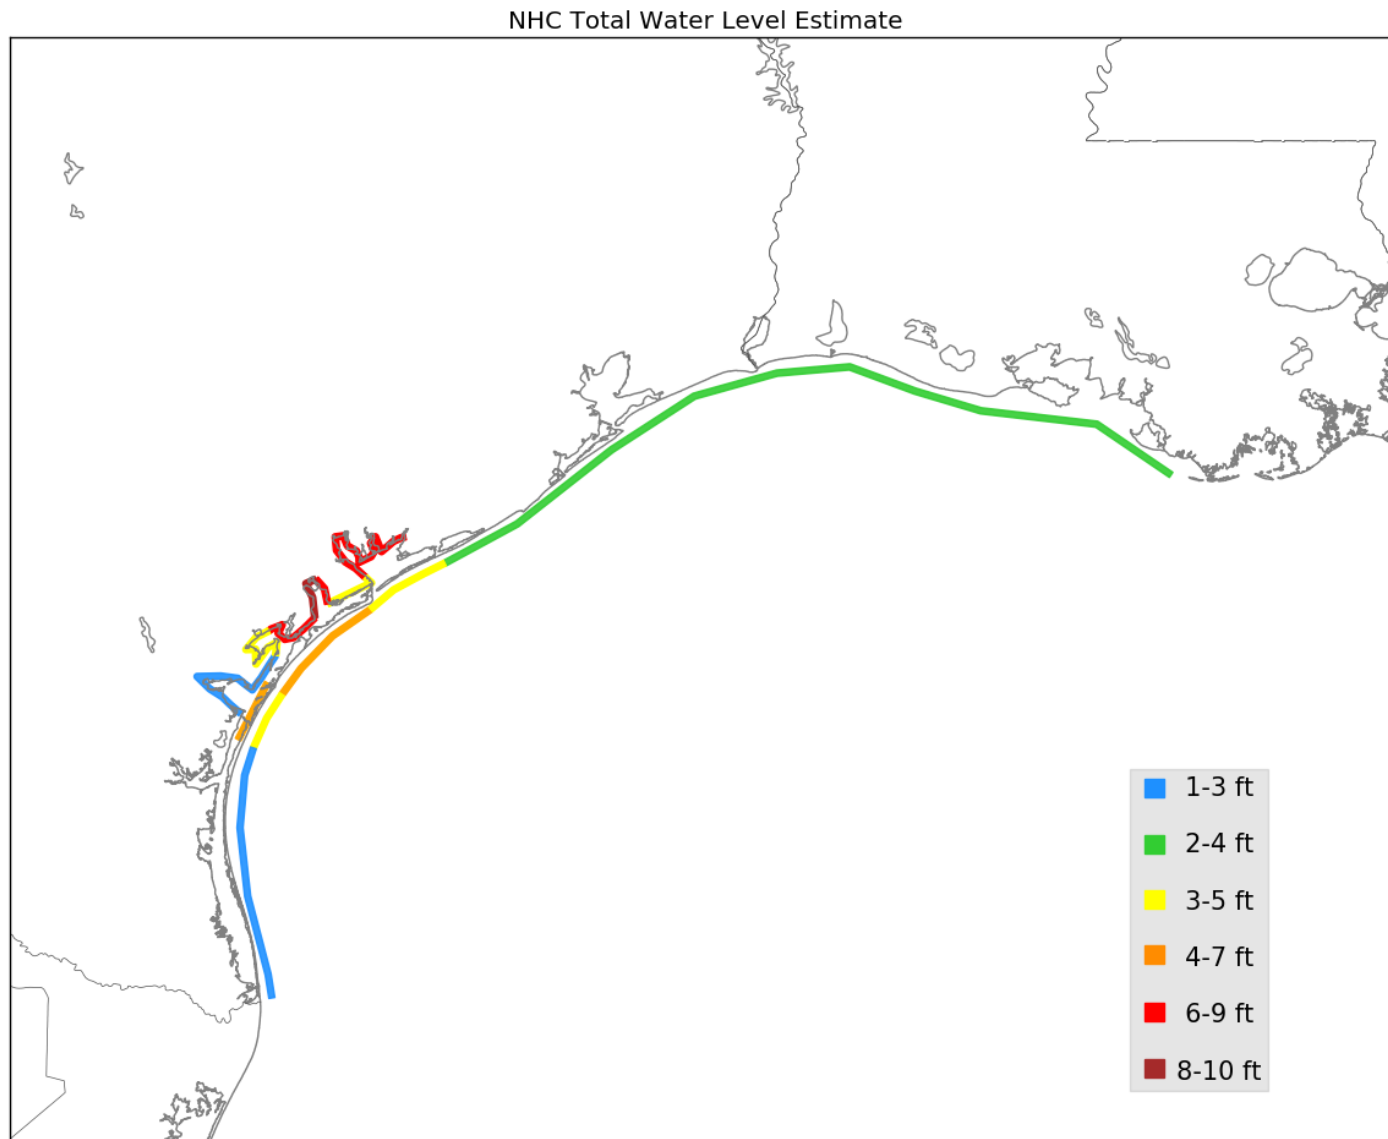 NHC Total Water Level Estimate
1-3 ft
2-4 ft
3-5 ft
4-7 ft
6-9 ft
8-10 ft